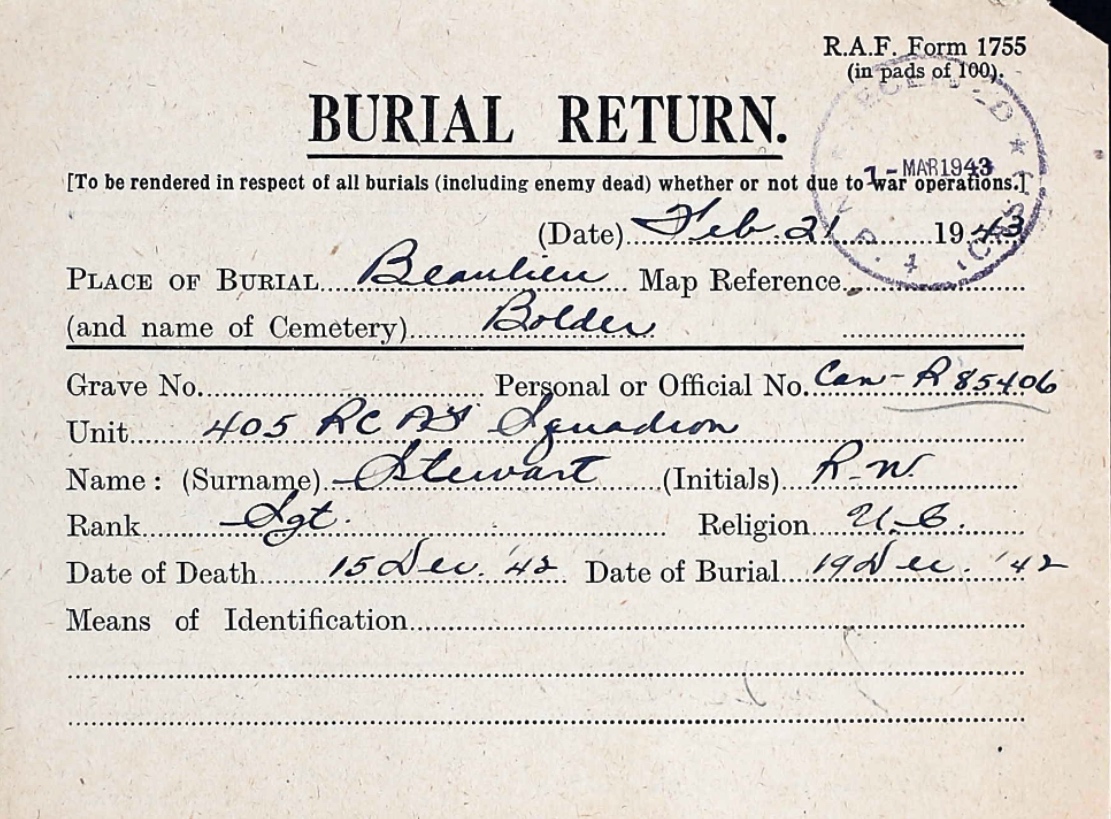 R.A.F. Form 1755
(in pads of 100).
BURIAL RETURN.
[To be rendered in respect of all burials (including enemy dead) whether or not due to war operations.]
RECEIVED
1-MAR1943
(Date) Feb. 21 1943
PLACE OF BURIAL Beaulieu Map Reference
(and name of Cemetery) Bolder
Grave No. Personal or Official No. Can-R85406
Unit 405 RCAF Squadron
Name: (Surname) Stewart (Initials) R.W.
Rank Sgt. Religion U.C.
Date of Death 15 Dec. '42 Date of Burial 19 Dec. '42
Means of Identification